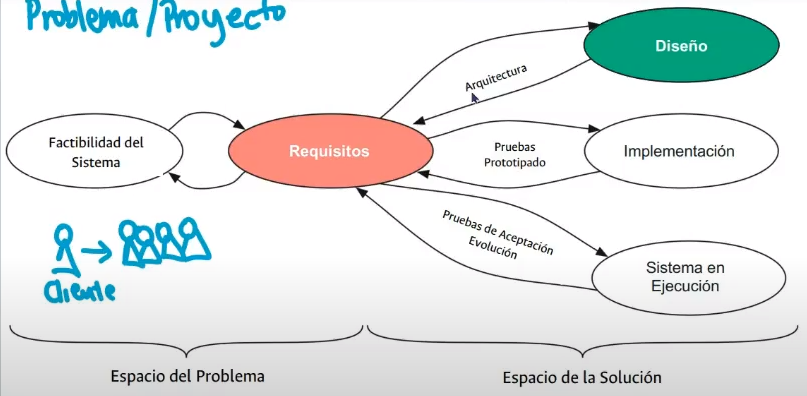 Problema/Proyecto
Diseño
Arquitectura
Factibilidad del
Sistema
Requisitos
Pruebas
Prototipado
Implementación
Pruebas de Aceptación
Evolución
Sistema en
Ejecución
Cliente
Espacio del Problema
Espacio de la Solución